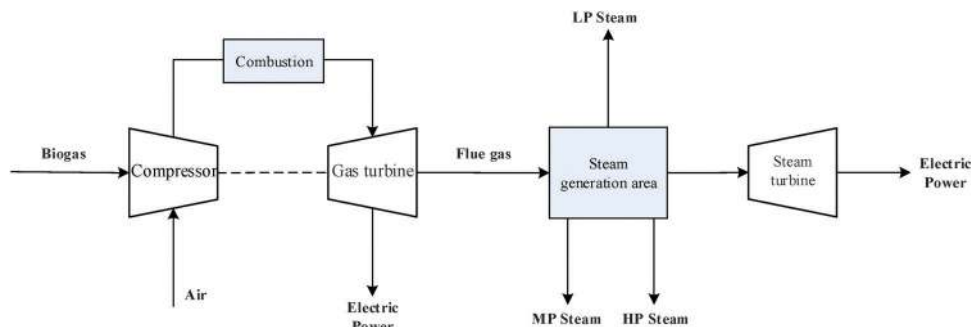 LP Steam
Combustion
Biogas
Compressor
Gas turbine
Flue gas
Steam
generation area
Steam
turbine
Electric
Power
Air
Electric
Power
MP Steam
HP Steam